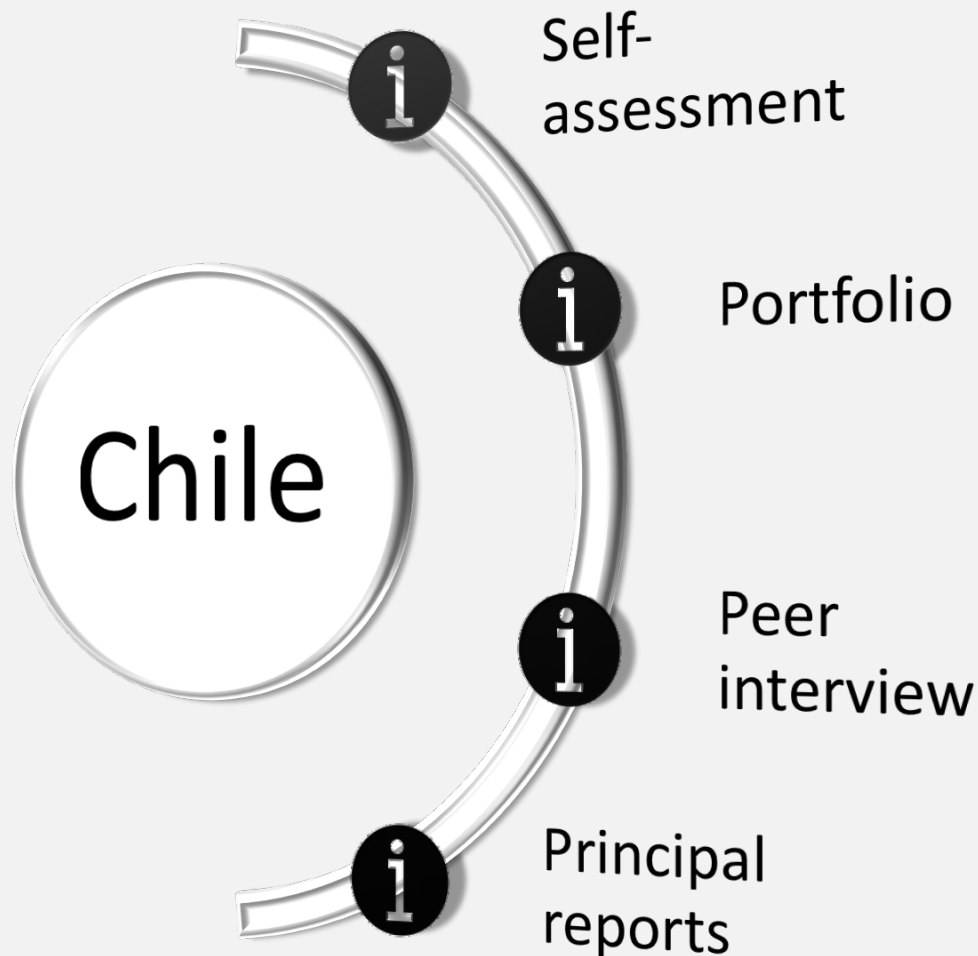 Self-
assessment
Portfolio
Chile
Peer
interview
Principal
reports